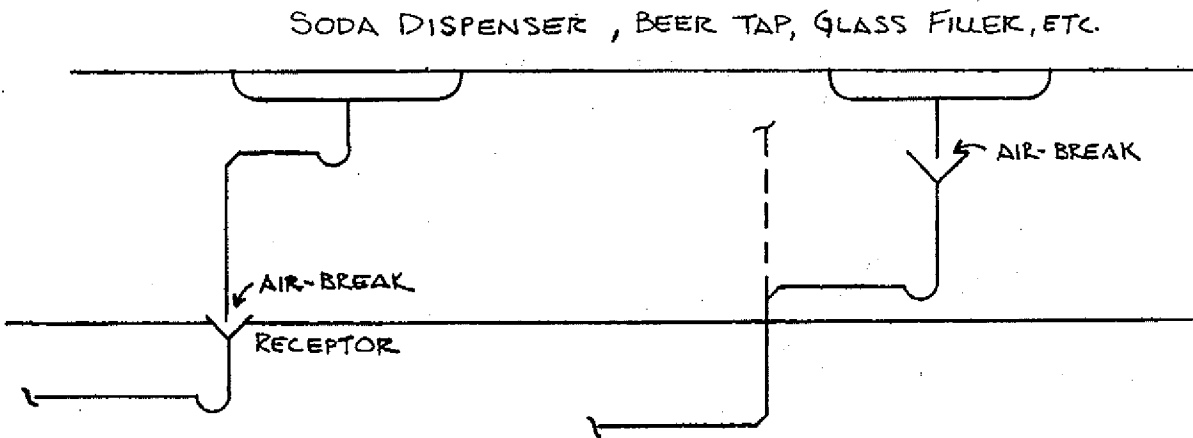 SODA DISPENSER, BEER TAP, GLASS FILLER, ETC.
AIR-BREAK
AIR-BREAK
RECEPTOR